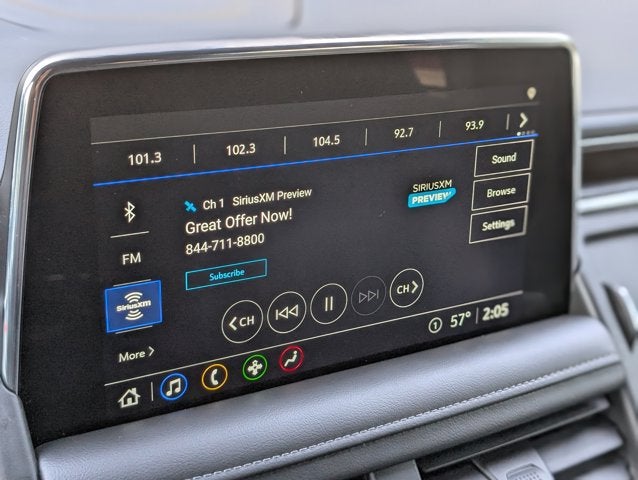 101.3 102.3 104.5 92.7 93.9
Ch 1 SiriusXM Preview
Great Offer Now!
844-711-8800
Subscribe
SIRIUSXM
PREVIEW
Sound
Browse
Settings
FM
SiriusXM
More
CH
CH
1 57° 2:05